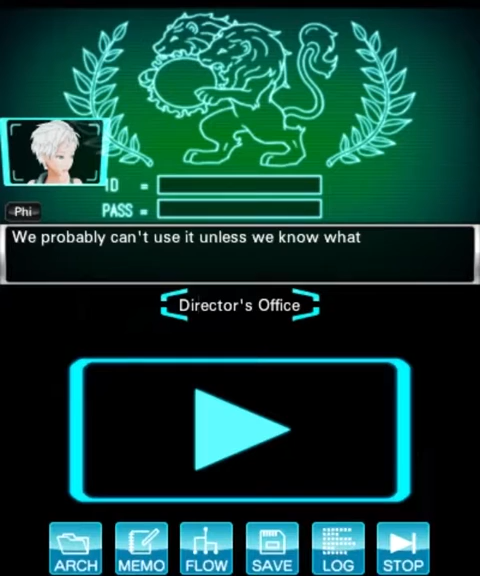 ID =
PASS =
Phi
We probably can't use it unless we know what
Director's Office
ARCH
MEMO
FLOW
SAVE
LOG
STOP